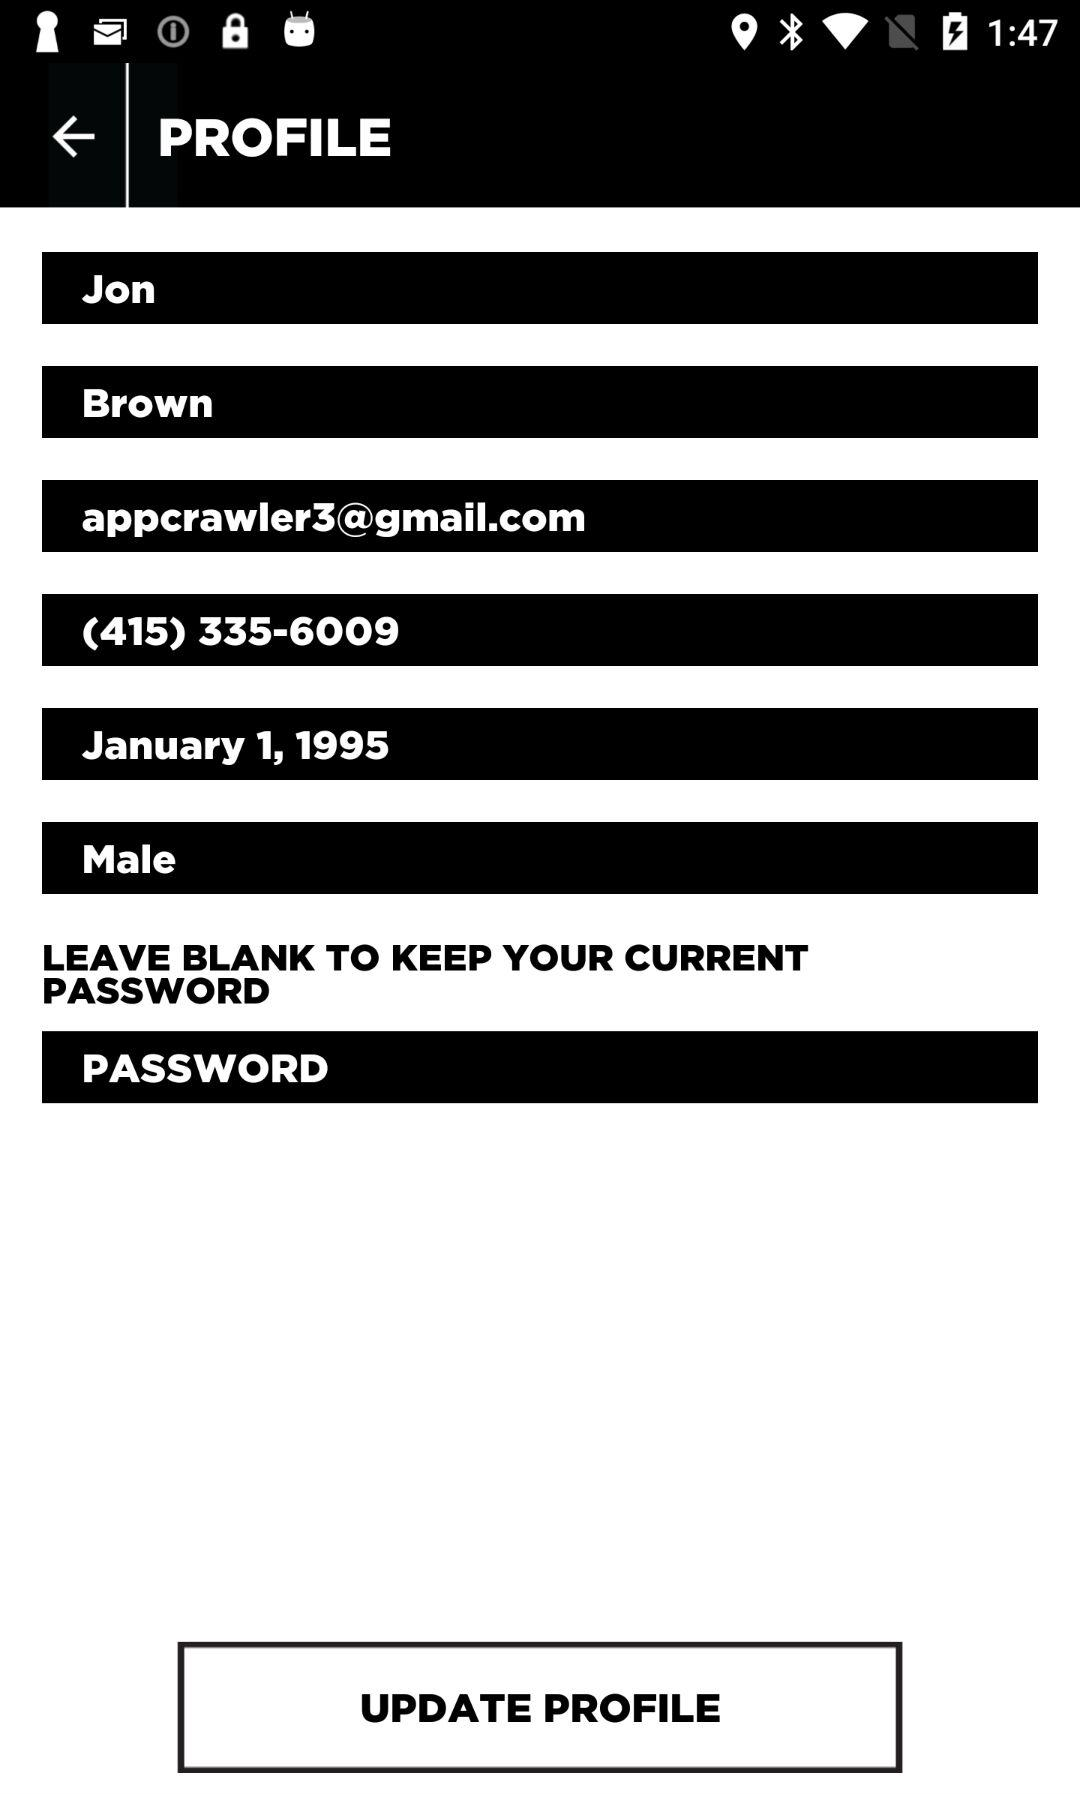 1:47
PROFILE
Jon
Brown
appcrawler3@gmail.com
(415) 335-6009
January 1, 1995
Male
LEAVE BLANK TO KEEP YOUR CURRENT
PASSWORD
PASSWORD
UPDATE PROFILE